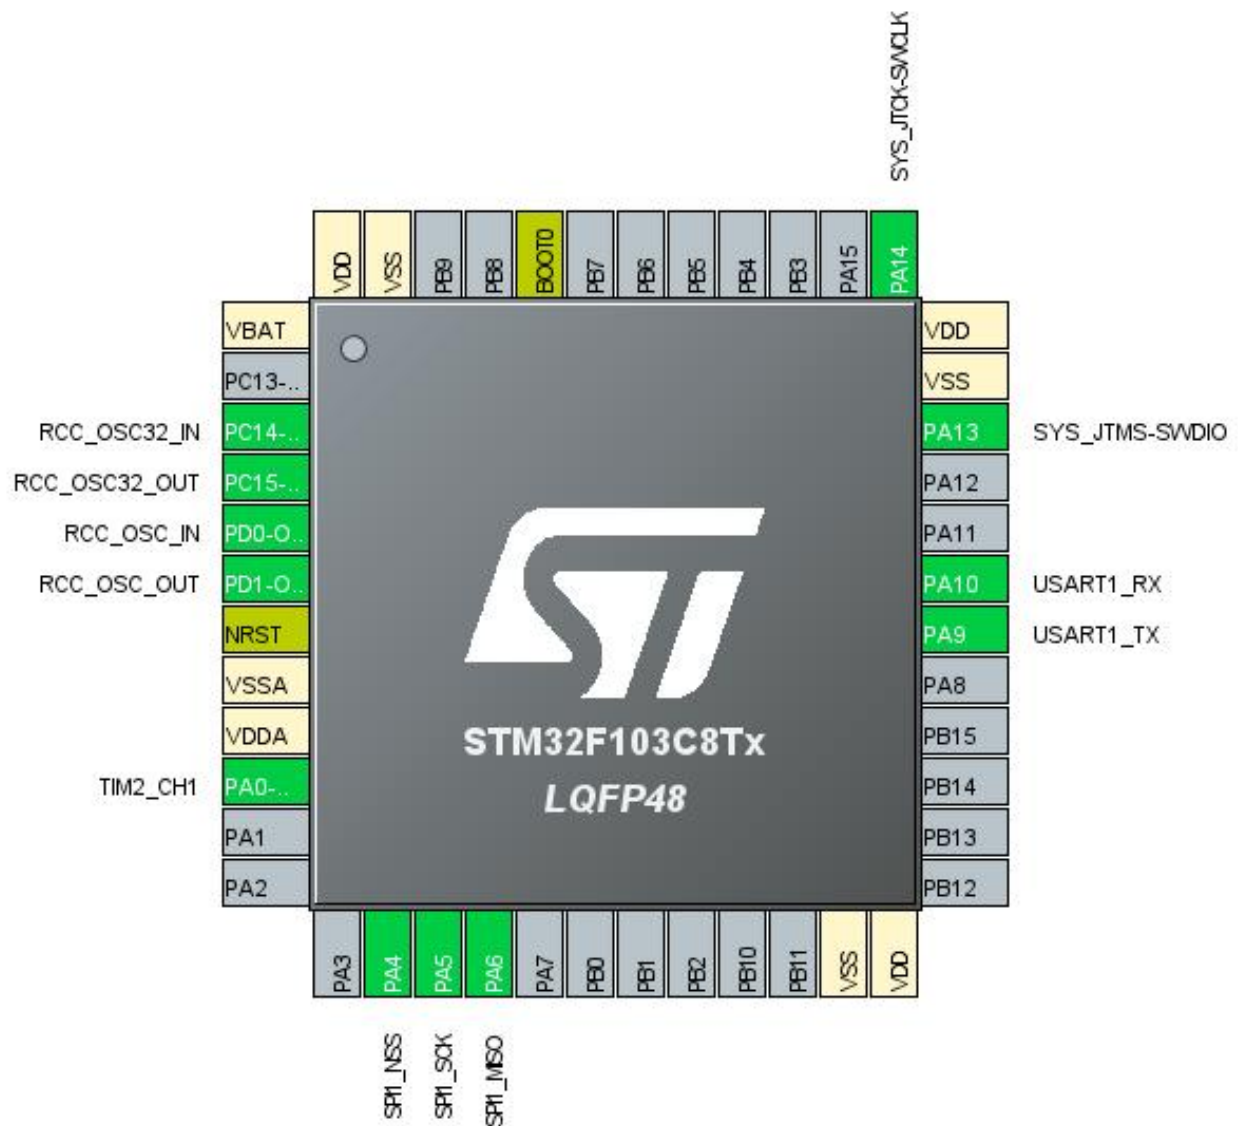 SYS_JTCK-SWCLK
VDD
VSS
PB9
PB8
BOOT0
PB7
PB6
PB5
PB4
PB3
PA15
PA14
VBAT
PC13-..
RCC_OSC32_IN PC14-..
RCC_OSC32_OUT PC15-..
RCC_OSC_IN PD0-O..
RCC_OSC_OUT PD1-O..
NRST
VSSA
VDDA
TIM2_CH1 PA0-..
PA1
PA2
STM32F103C8Tx
LQFP48
VDD
VSS
PA13 SYS_JTMS-SWDIO
PA12
PA11
PA10 USART1_RX
PA9 USART1_TX
PA8
PB15
PB14
PB13
PB12
PA3
PA4
PA5
PA6
PA7
PB0
PB1
PB2
PB10
PB11
VSS
VDD
SPI1_NSS
SPI1_SCK
SPI1_MISO